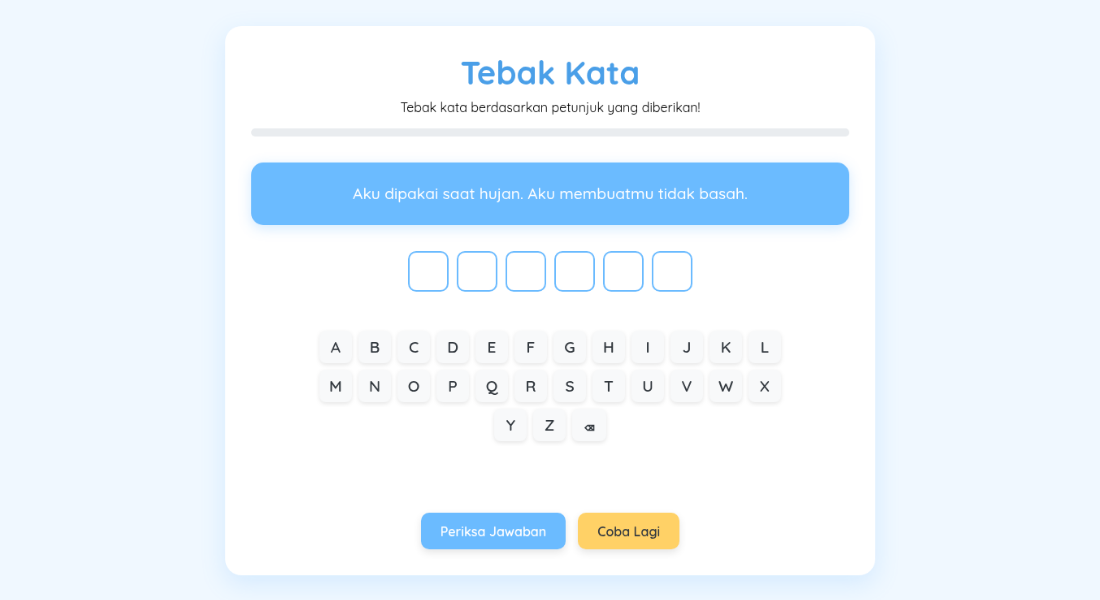 Tebak Kata
Tebak kata berdasarkan petunjuk yang diberikan!
Aku dipakai saat hujan. Aku membuatmu tidak basah.
A B C D E F G H I J K L
M N O P Q R S T U V W X
Y Z ⌫
Periksa Jawaban Coba Lagi